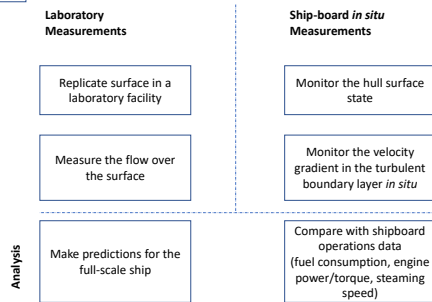 Laboratory
Measurements
Ship-board in situ
Measurements
Replicate surface in a
laboratory facility
Monitor the hull surface
state
Measure the flow over
the surface
Monitor the velocity
gradient in the turbulent
boundary layer in situ
Analysis
Make predictions for the
full-scale ship
Compare with shipboard
operations data
(fuel consumption, engine
power/torque, steaming
speed)